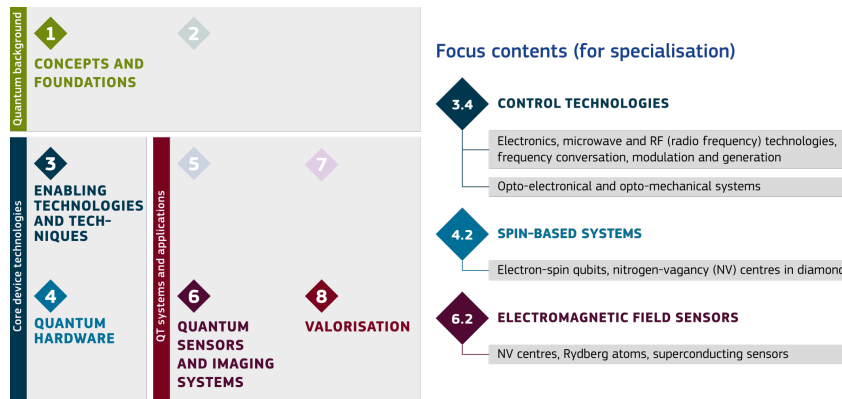 Quantum background
1
2
CONCEPTS AND
FOUNDATIONS
Core device technologies
3
ENABLING
TECHNOLOGIES
AND TECH-
NIQUES
4
QUANTUM
HARDWARE
QT systems and applications
5
7
6
QUANTUM
SENSORS
AND IMAGING
SYSTEMS
8
VALORISATION
Focus contents (for specialisation)
3.4 CONTROL TECHNOLOGIES
Electronics, microwave and RF (radio frequency) technologies,
frequency conversion, modulation and generation
Opto-electronical and opto-mechanical systems
4.2 SPIN-BASED SYSTEMS
Electron-spin qubits, nitrogen-vagancy (NV) centres in diamond
6.2 ELECTROMAGNETIC FIELD SENSORS
NV centres, Rydberg atoms, superconducting sensors